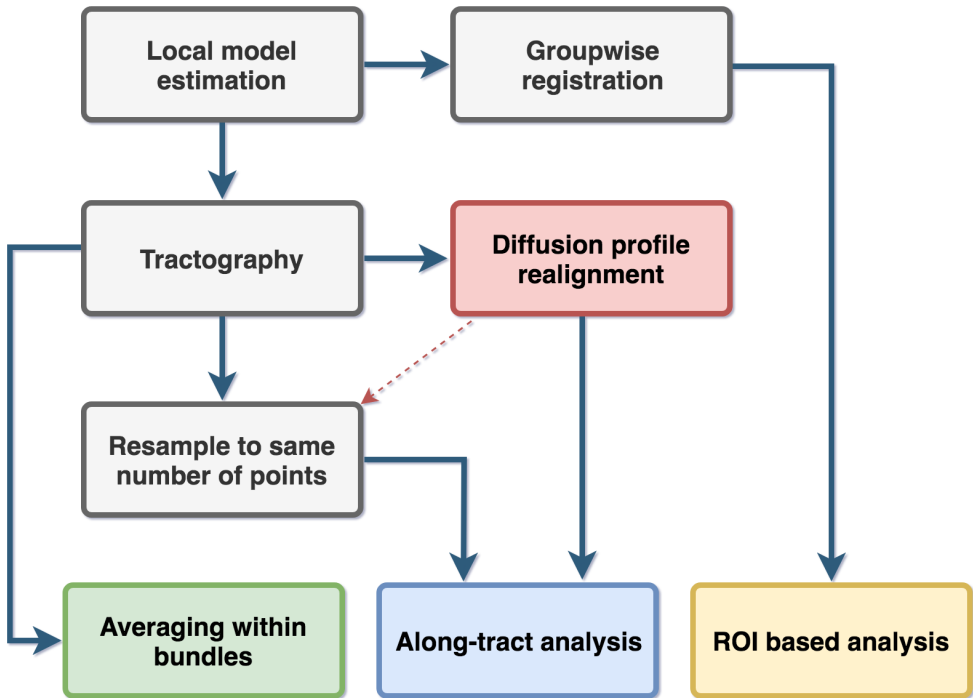 Local model
estimation
Groupwise
registration
Tractography
Diffusion profile
realignment
Resample to same
number of points
Averaging within
bundles
Along-tract analysis
ROI based analysis